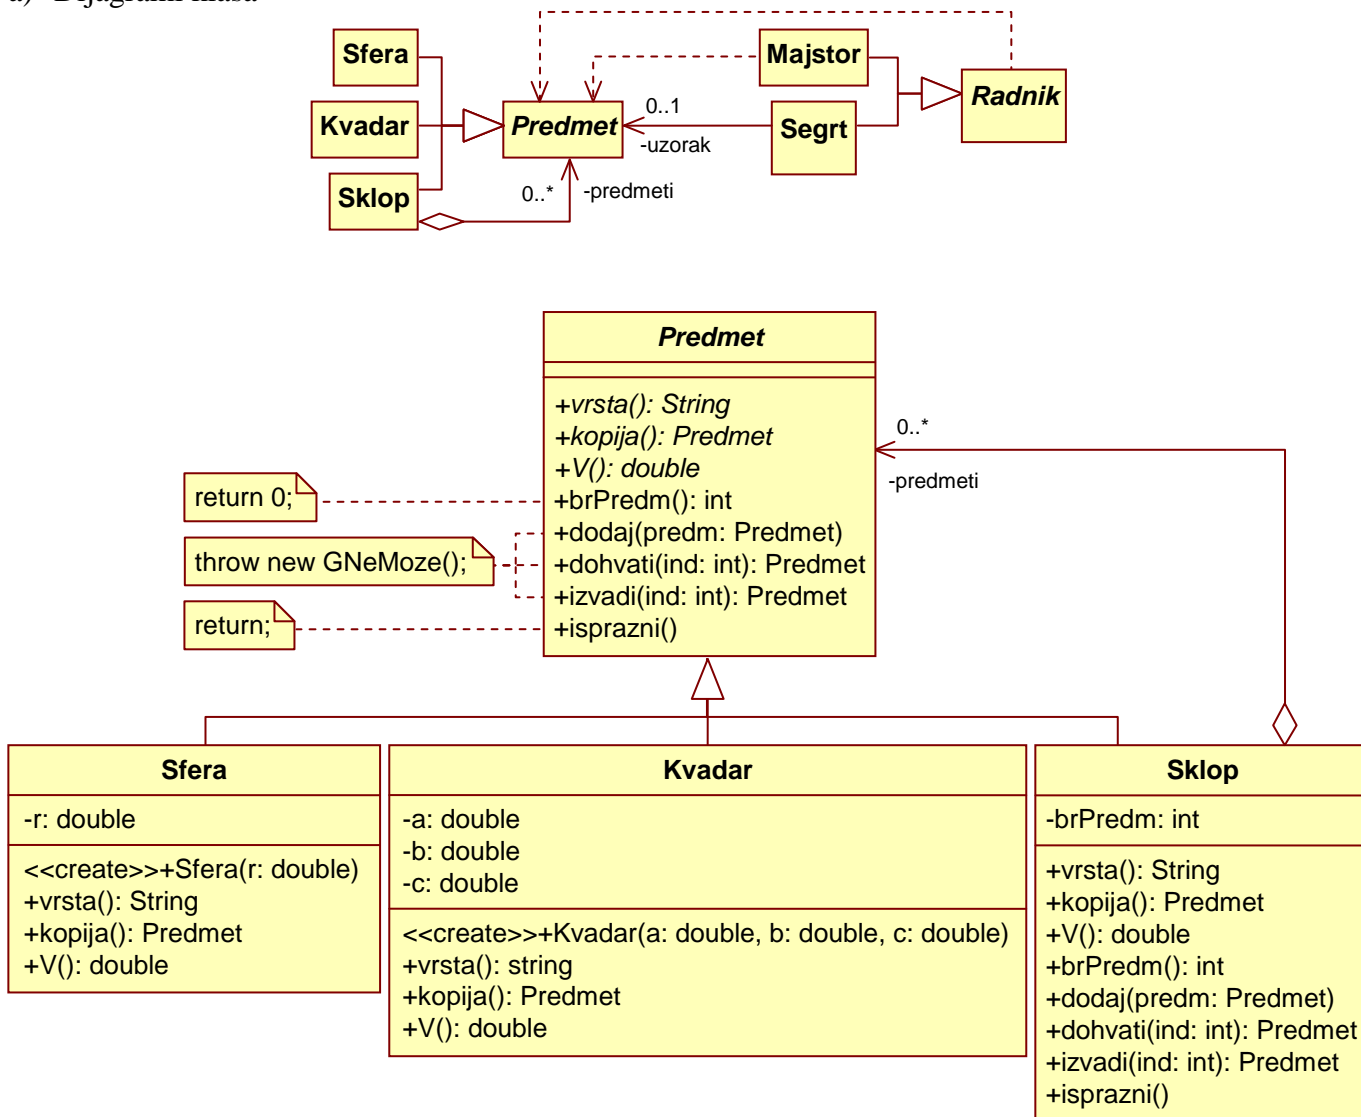 Sfera
Kvadar
Sklop
Predmet
0..1
-uzorak
0..*
-predmeti
Majstor
Segrt
Radnik
Predmet
+vrsta(): String
+kopija(): Predmet
+V(): double
+brPredm(): int
+dodaj(predm: Predmet)
+dohvati(ind: int): Predmet
+izvadi(ind: int): Predmet
+isprazni()
return 0;
throw new GNeMoze();
return;
0..*
-predmeti
Sfera
-r: double
<<create>>+Sfera(r: double)
+vrsta(): String
+kopija(): Predmet
+V(): double
Kvadar
-a: double
-b: double
-c: double
<<create>>+Kvadar(a: double, b: double, c: double)
+vrsta(): string
+kopija(): Predmet
+V(): double
Sklop
-brPredm: int
+vrsta(): String
+kopija(): Predmet
+V(): double
+brPredm(): int
+dodaj(predm: Predmet)
+dohvati(ind: int): Predmet
+izvadi(ind: int): Predmet
+isprazni()